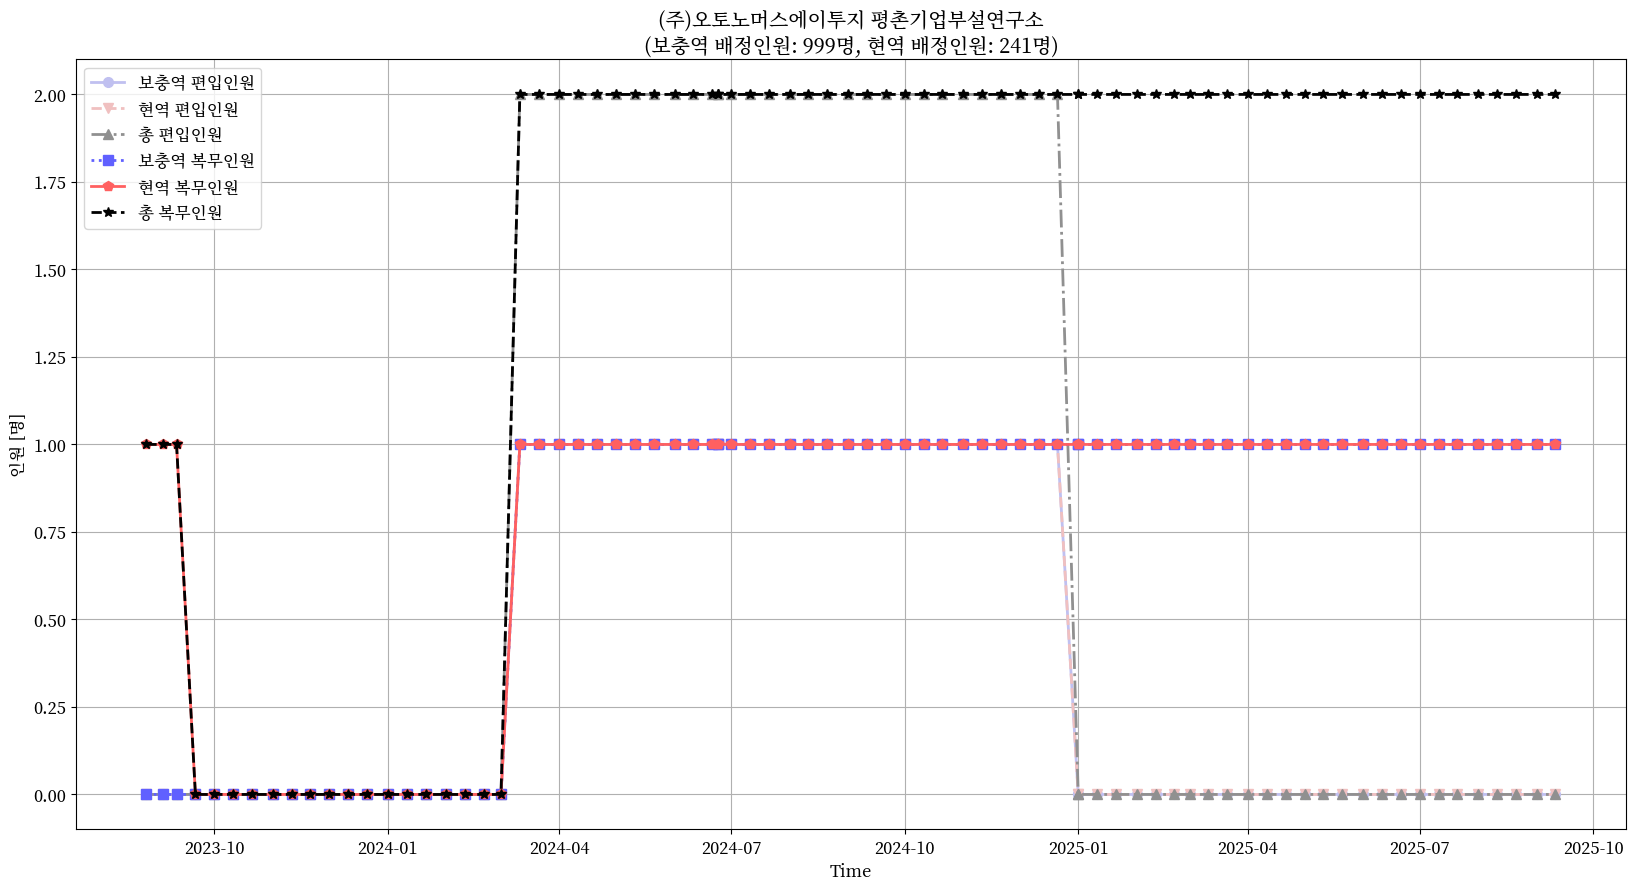 (주)오토노머스에이투지 평촌기업부설연구소
(보충역 배정인원: 999명, 현역 배정인원: 241명)
보충역 편입인원
현역 편입인원
총 편입인원
보충역 복무인원
현역 복무인원
총 복무인원
2.00
1.75
1.50
1.25
1.00
0.75
0.50
0.25
0.00
인원 [명]
2023-10
2024-01
2024-04
2024-07
2024-10
2025-01
2025-04
2025-07
2025-10
Time